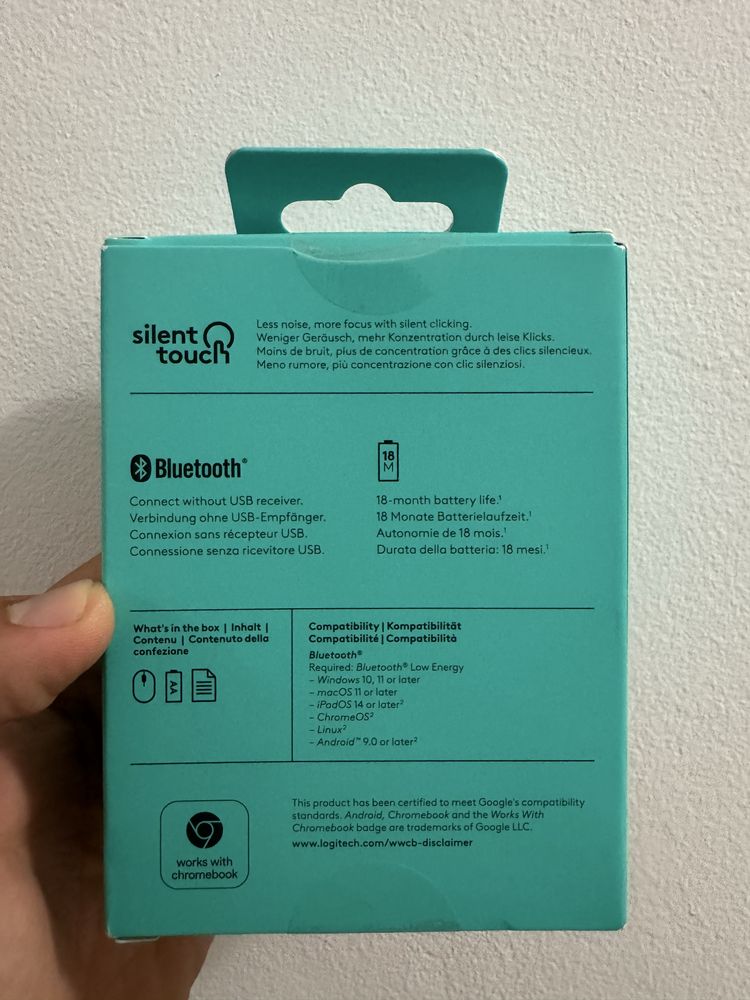 silent
touch
Less noise, more focus with silent clicking.
Weniger Geräusch, mehr Konzentration durch leise Klicks.
Moins de bruit, plus de concentration grâce à des clics silencieux.
Meno rumore, più concentrazione con clic silenziosi.
Bluetooth®
Connect without USB receiver.
Verbindung ohne USB-Empfänger.
Connexion sans récepteur USB.
Connessione senza ricevitore USB.
18
M
18-month battery life.¹
18 Monate Batterielaufzeit.¹
Autonomie de 18 mois.¹
Durata della batteria: 18 mesi.¹
What's in the box | Inhalt |
Contenu | Contenuto della
confezione
AA
Compatibility | Kompatibilität
Compatibilité | Compatibilità
Bluetooth®
Required: Bluetooth® Low Energy
– Windows 10, 11 or later
– macOS 11 or later
– iPadOS 14 or later²
– ChromeOS²
– Linux²
– Android™ 9.0 or later²
works with
chromebook
This product has been certified to meet Google's compatibility
standards. Android, Chromebook and the Works With
Chromebook badge are trademarks of Google LLC.
www.logitech.com/wwcb-disclaimer